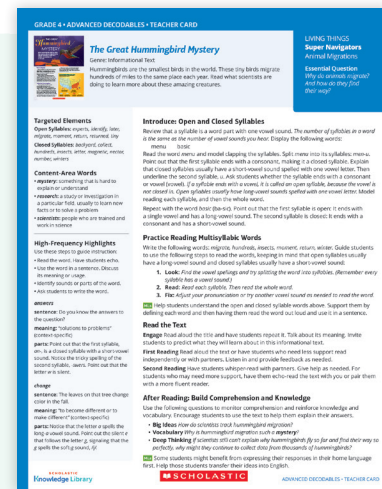 GRADE 4 • ADVANCED DECODABLES • TEACHER CARD
Hummingbird
MYSTERY
The Great Hummingbird Mystery
Genre: Informational Text
Hummingbirds are the smallest birds in the world. These tiny birds migrate
hundreds of miles to the same place each year. Read what scientists are
doing to learn more about these amazing creatures.
LIVING THINGS
Super Navigators
Animal Migrations
Essential Question
Why do animals migrate?
And how do they find
their way?
Targeted Elements
Open Syllables: experts, identify, later,
migrate, moment, return, returned, tiny
Closed Syllables: backyard, collect,
hundreds, insects, letter, magnetic, nectar,
number, winters
Content-Area Words
• mystery: something that is hard to
explain or understand
• research: a study or investigation in
a particular field, usually to learn new
facts or to solve a problem
• scientists: people who are trained and
work in science
High-Frequency Highlights
Use these steps to guide instruction:
• Read the word. Have students echo.
• Use the word in a sentence. Discuss
its meaning or usage.
• Identify sounds or parts of the word.
• Ask students to write the word.
answers
sentence: Do you know the answers to
the question?
meaning: "solutions to problems"
(context-specific)
parts: Point out that the first syllable,
an-, is a closed syllable with a short-vowel
sound. Notice the tricky spelling of the
second syllable, -swers. Point out that the
letter w is silent.
change
sentence: The leaves on that tree change
color in the fall.
meaning: "to become different or to
make different" (context-specific)
parts: Notice that the letter a spells the
long-a vowel sound. Point out the silent e
that follows the letter g, signaling that the
g spells the soft g sound, /j/.
Introduce: Open and Closed Syllables
Review that a syllable is a word part with one vowel sound. The number of syllables in a word
is the same as the number of vowel sounds you hear. Display the following words:
menu basic
Read the word menu and model clapping the syllables. Split menu into its syllables: men-u.
Point out that the first syllable ends with a consonant, making it a closed syllable. Explain
that closed syllables usually have a short-vowel sound spelled with one vowel letter. Then
underline the second syllable, u. Ask students whether the syllable ends with a consonant
or vowel (vowel). If a syllable ends with a vowel, it is called an open syllable, because the vowel is
not closed in. Open syllables usually have long-vowel sounds spelled with one vowel letter. Model
reading each syllable, and then the whole word.
Repeat with the word basic (ba-sic). Point out that the first syllable is open it ends with
a single vowel and has a long-vowel sound. The second syllable is closed: It ends with a
consonant and has a short-vowel sound.
Practice Reading Multisyllabic Words
Write the following words: migrate, hundreds, insects, moment, return, winter. Guide students
to use the following steps to read the words, keeping in mind that open syllables usually
have a long-vowel sound and closed syllables usually have a short-vowel sound:
1. Look: Find the vowel spellings and try splitting the word into syllables. (Remember every
syllable has a vowel sound.)
2. Read: Read each syllable. Then read the whole word.
3. Fix: Adjust your pronunciation or try another vowel sound as needed to read the word.
Help students understand the open and closed syllable words above. Support them by
defining each word and then having them read the word out loud and use it in a sentence.
Read the Text
Engage Read aloud the title and have students repeat it. Talk about its meaning. Invite
students to predict what they will learn about in this informational text.
First Reading Read aloud the text or have students who need less support read
independently or with partners. Listen in and provide feedback as needed.
Second Reading Have students whisper-read with partners. Give help as needed. For
students who may need more support, have them echo-read the text with you or pair them
with a more fluent reader.
After Reading: Build Comprehension and Knowledge
Use the following questions to monitor comprehension and reinforce knowledge and
vocabulary. Encourage students to use the text to help them explain their answers.
• Big Ideas How do scientists track hummingbird migration?
• Vocabulary Why is hummingbird migration such a mystery?
• Deep Thinking If scientists still can't explain why hummingbirds fly so far and find their way so
perfectly, why might they continue to collect data from thousands of hummingbirds?
Some students might benefit from expressing their responses in their home language
first. Help those students transfer their ideas into English.
SCHOLASTIC
Knowledge Library
SCHOLASTIC
ADVANCED DECODABLES • TEACHER CARD